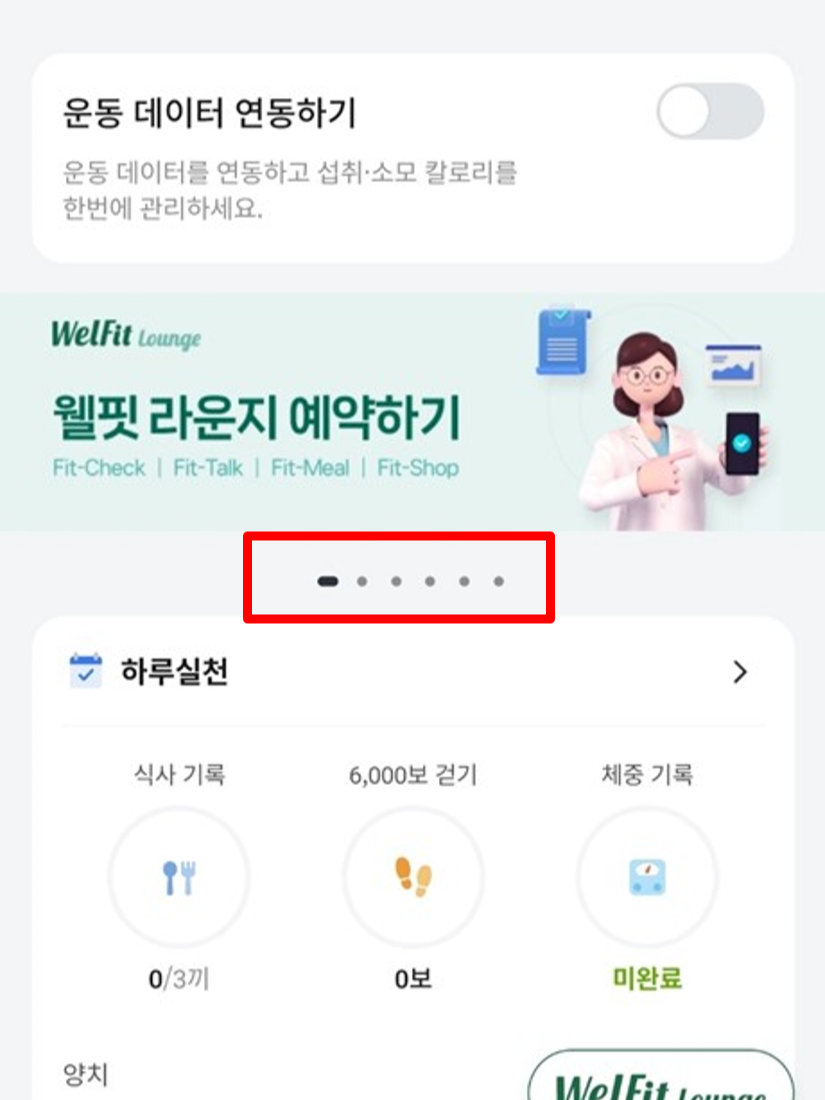 운동 데이터 연동하기
운동 데이터를 연동하고 섭취·소모 칼로리를
한번에 관리하세요.
WelFit Lounge
웰핏 라운지 예약하기
Fit-Check | Fit-Talk | Fit-Meal | Fit-Shop
하루실천
식사 기록 6,000보 걷기 체중 기록
0/3끼 0보 미완료
양치
WelFit Lounge